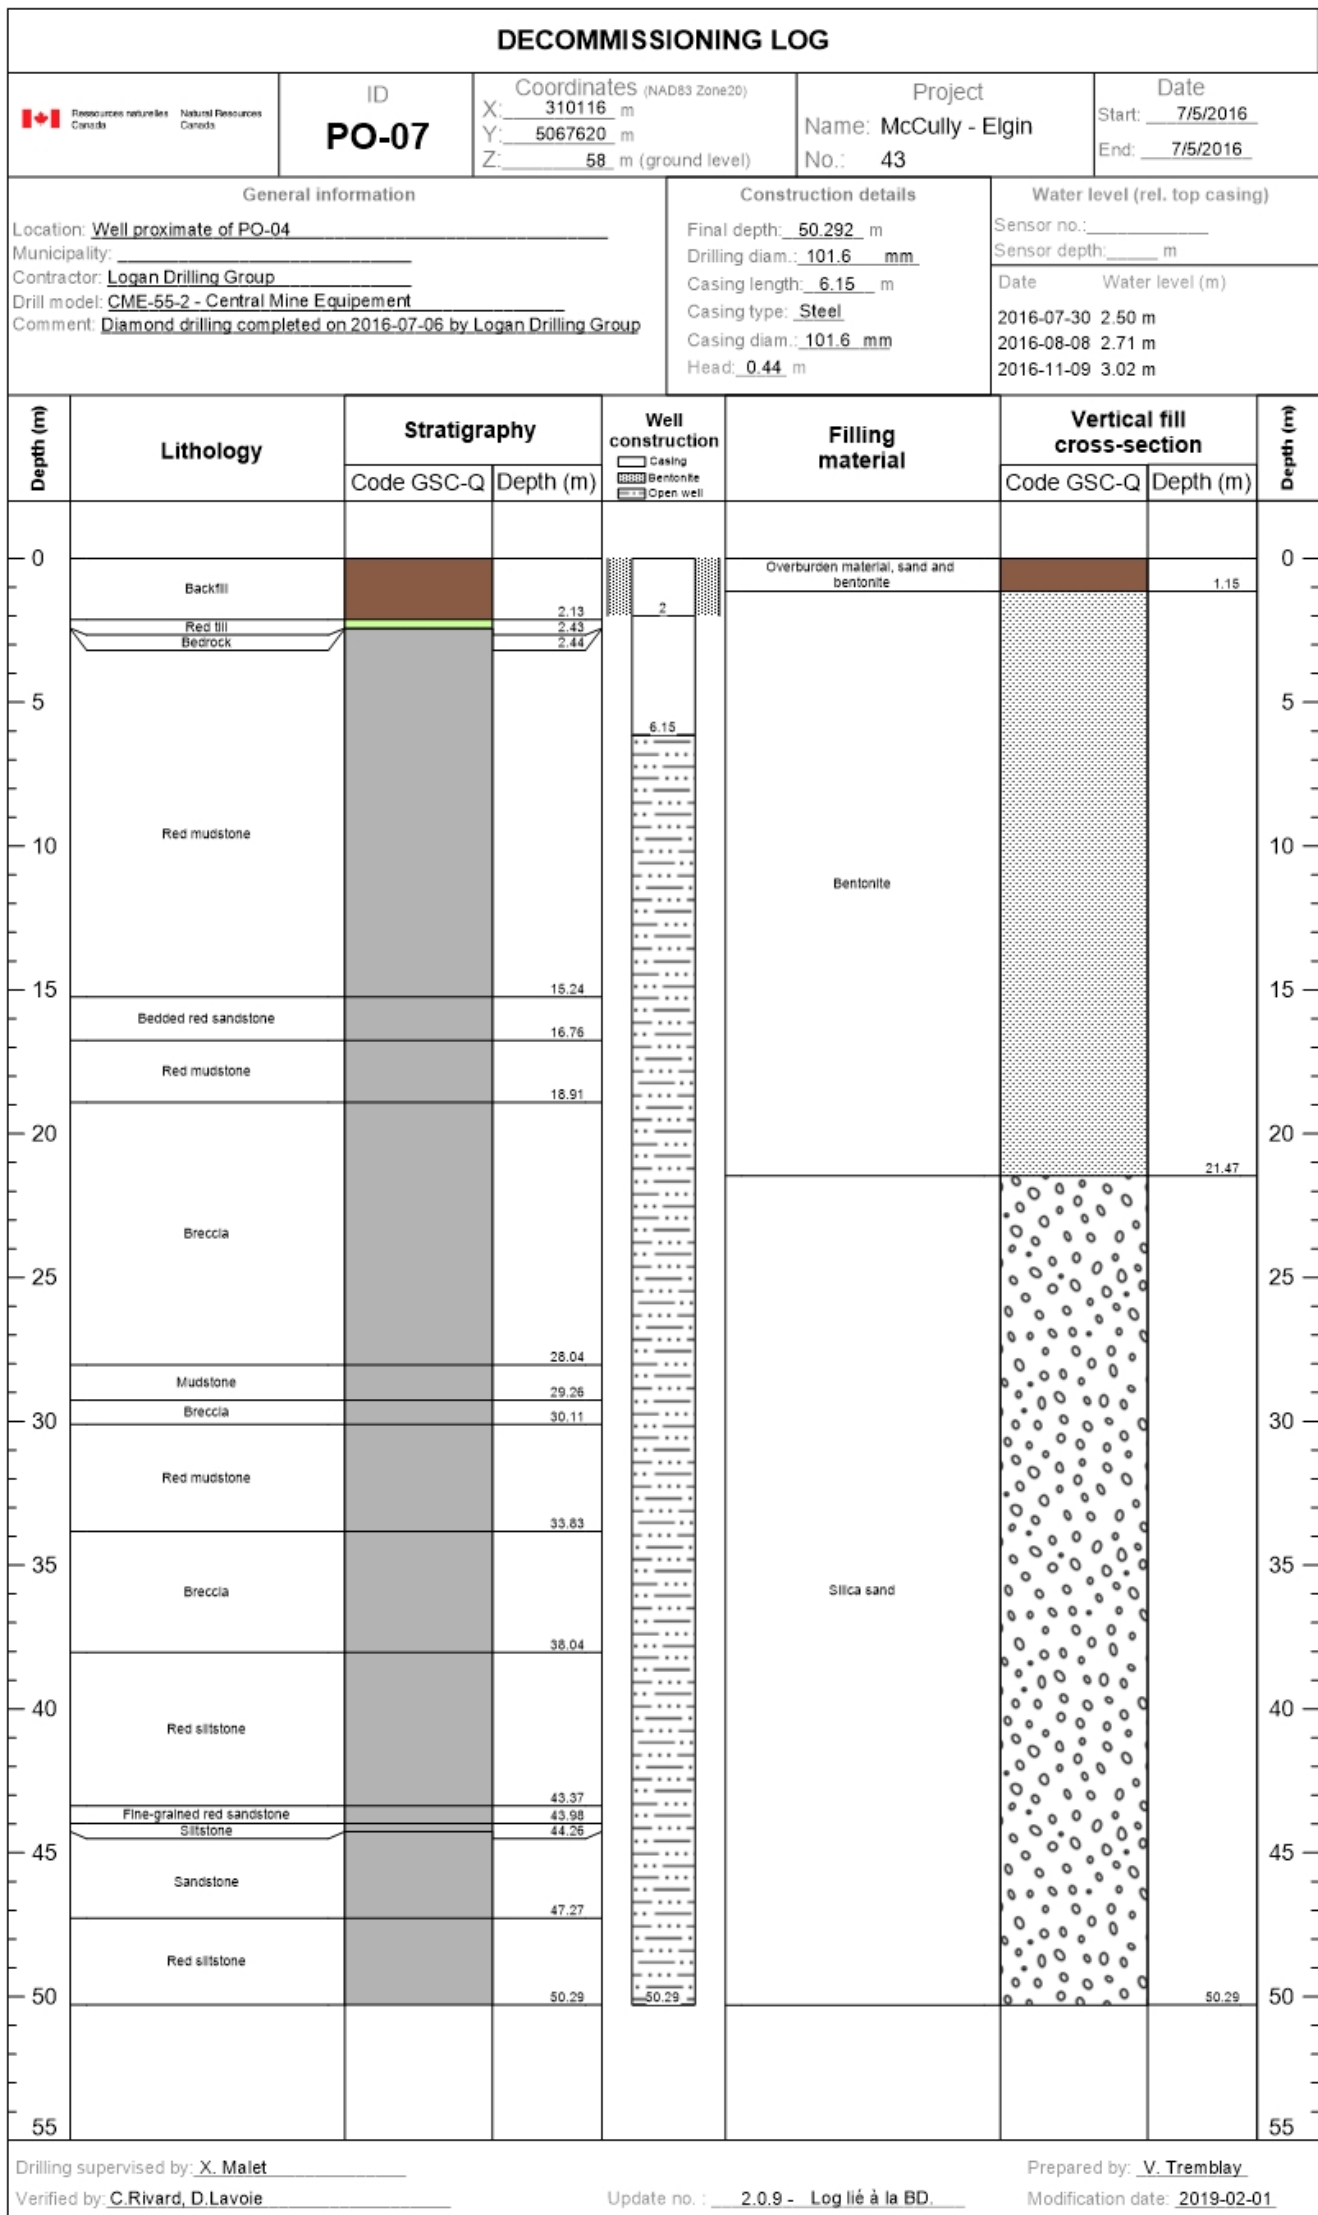 DECOMMISSIONING LOG
Ressources naturelles Canada
Natural Resources Canada
ID
PO-07
Coordinates (NAD83 Zone20)
X: 310116 m
Y: 5067620 m
Z: 58 m (ground level)
Project
Name: McCully - Elgin
No.: 43
Date
Start: 7/5/2016
End: 7/5/2016
General information
Location: Well proximate of PO-04
Municipality:
Contractor: Logan Drilling Group
Drill model: CME-55-2 - Central Mine Equipement
Comment: Diamond drilling completed on 2016-07-06 by Logan Drilling Group
Construction details
Final depth: 50.292 m
Drilling diam.: 101.6 mm
Casing length: 6.15 m
Casing type: Steel
Casing diam.: 101.6 mm
Head: 0.44 m
Water level (rel. top casing)
Sensor no.:
Sensor depth: m
Date Water level (m)
2016-07-30 2.50 m
2016-08-08 2.71 m
2016-11-09 3.02 m
Depth (m)
Lithology
Stratigraphy
Code GSC-Q
Depth (m)
Well construction
Casing
Bentonite
Open well
Filling material
Vertical fill cross-section
Code GSC-Q
Depth (m)
Depth (m)
0
5
10
15
20
25
30
35
40
45
50
55
Backfill 2.13
Red till 2.43
Bedrock 2.44
Red mudstone 15.24
Bedded red sandstone 16.76
Red mudstone 18.91
Breccia 28.04
Mudstone 29.26
Breccia 30.11
Red mudstone 33.83
Breccia 38.04
Red siltstone 43.37
Fine-grained red sandstone 43.98
Siltstone 44.26
Sandstone 47.27
Red siltstone 50.29
2
6.15
50.29
Overburden material, sand and bentonite 1.15
Bentonite 21.47
Silica sand 50.29
0
5
10
15
20
25
30
35
40
45
50
55
Drilling supervised by: X. Malet
Verified by: C.Rivard, D.Lavoie
Update no. : 2.0.9 - Log lié à la BD.
Prepared by: V. Tremblay
Modification date: 2019-02-01